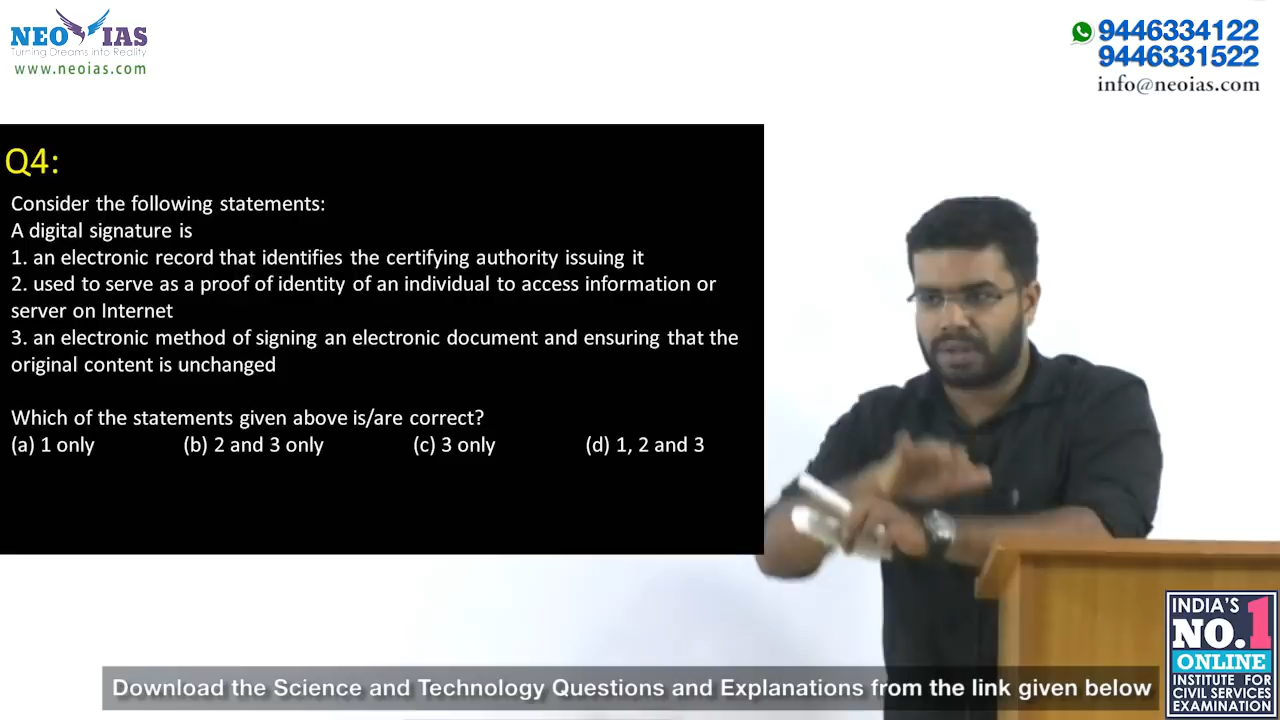 NEO IAS
Turning Dreams into Reality
www.neoias.com
9446334122
9446331522
info@neoias.com
Q4:
Consider the following statements:
A digital signature is
1. an electronic record that identifies the certifying authority issuing it
2. used to serve as a proof of identity of an individual to access information or
server on Internet
3. an electronic method of signing an electronic document and ensuring that the
original content is unchanged
Which of the statements given above is/are correct?
(a) 1 only (b) 2 and 3 only (c) 3 only (d) 1, 2 and 3
INDIA'S
NO.1
ONLINE
INSTITUTE FOR
CIVIL SERVICES
EXAMINATION
Download the Science and Technology Questions and Explanations from the link given below